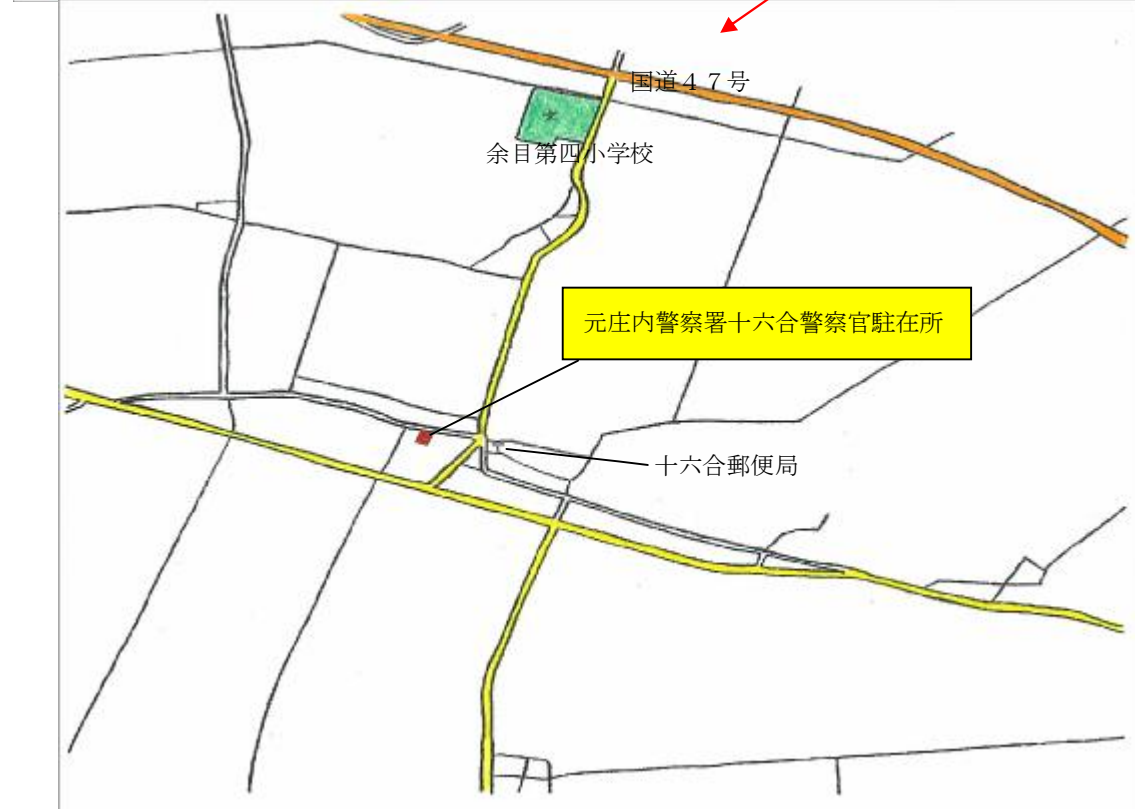 国道４７号
余目第四小学校
元庄内警察署十六合警察官駐在所
十六合郵便局